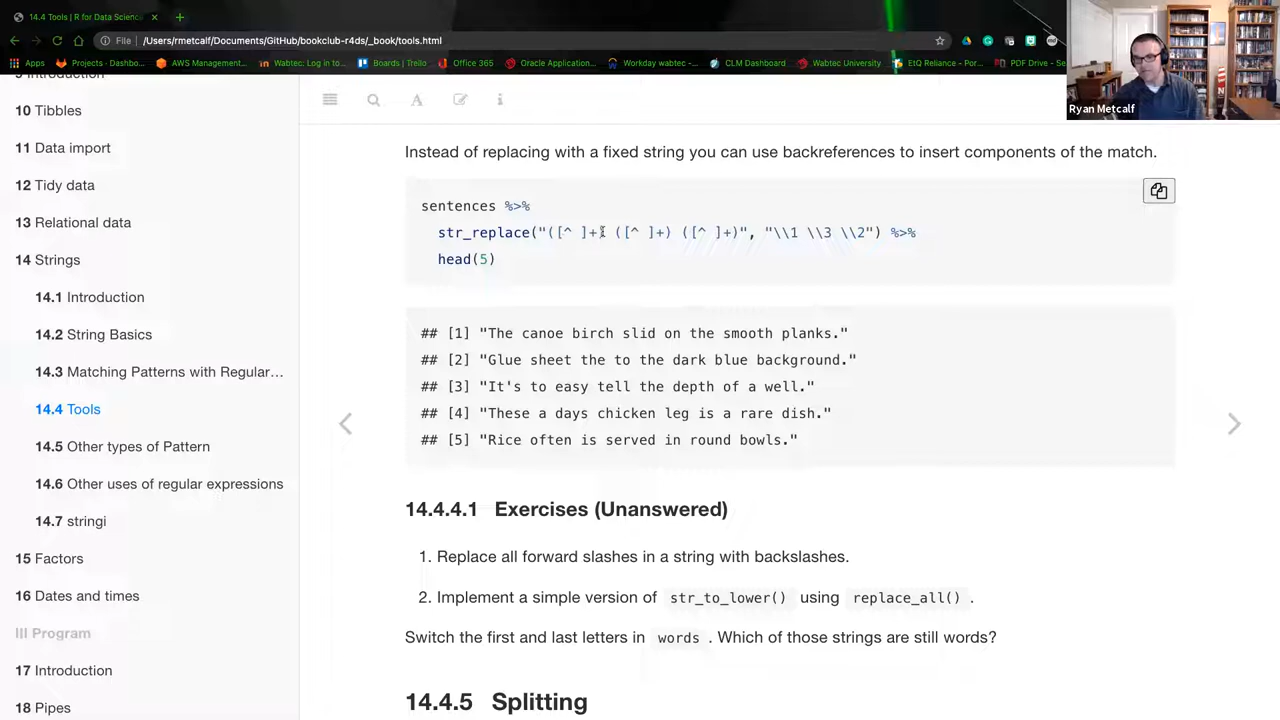 14.4 Tools | R for Data Scienc
File /Users/rmetcalf/Documents/GitHub/bookclub-r4ds/_book/tools.html
Apps Projects - Dashbo... AWS Management... Wabtec: Log in to... Boards | Trello Office 365 Oracle Application... Workday wabtec -... CLM Dashboard Wabtec University EtQ Reliance - Por... PDF Drive - Se
Ryan Metcalf
9 Introduction
10 Tibbles
11 Data import
12 Tidy data
13 Relational data
14 Strings
14.1 Introduction
14.2 String Basics
14.3 Matching Patterns with Regular...
14.4 Tools
14.5 Other types of Pattern
14.6 Other uses of regular expressions
14.7 stringi
15 Factors
16 Dates and times
III Program
17 Introduction
18 Pipes
Instead of replacing with a fixed string you can use backreferences to insert components of the match.
sentences %>%
str_replace("([^ ]+) ([^ ]+) ([^ ]+)", "\\1 \\3 \\2") %>%
head(5)
## [1] "The canoe birch slid on the smooth planks."
## [2] "Glue sheet the to the dark blue background."
## [3] "It's to easy tell the depth of a well."
## [4] "These a days chicken leg is a rare dish."
## [5] "Rice often is served in round bowls."
14.4.4.1 Exercises (Unanswered)
1. Replace all forward slashes in a string with backslashes.
2. Implement a simple version of str_to_lower() using replace_all() .
Switch the first and last letters in words . Which of those strings are still words?
14.4.5 Splitting